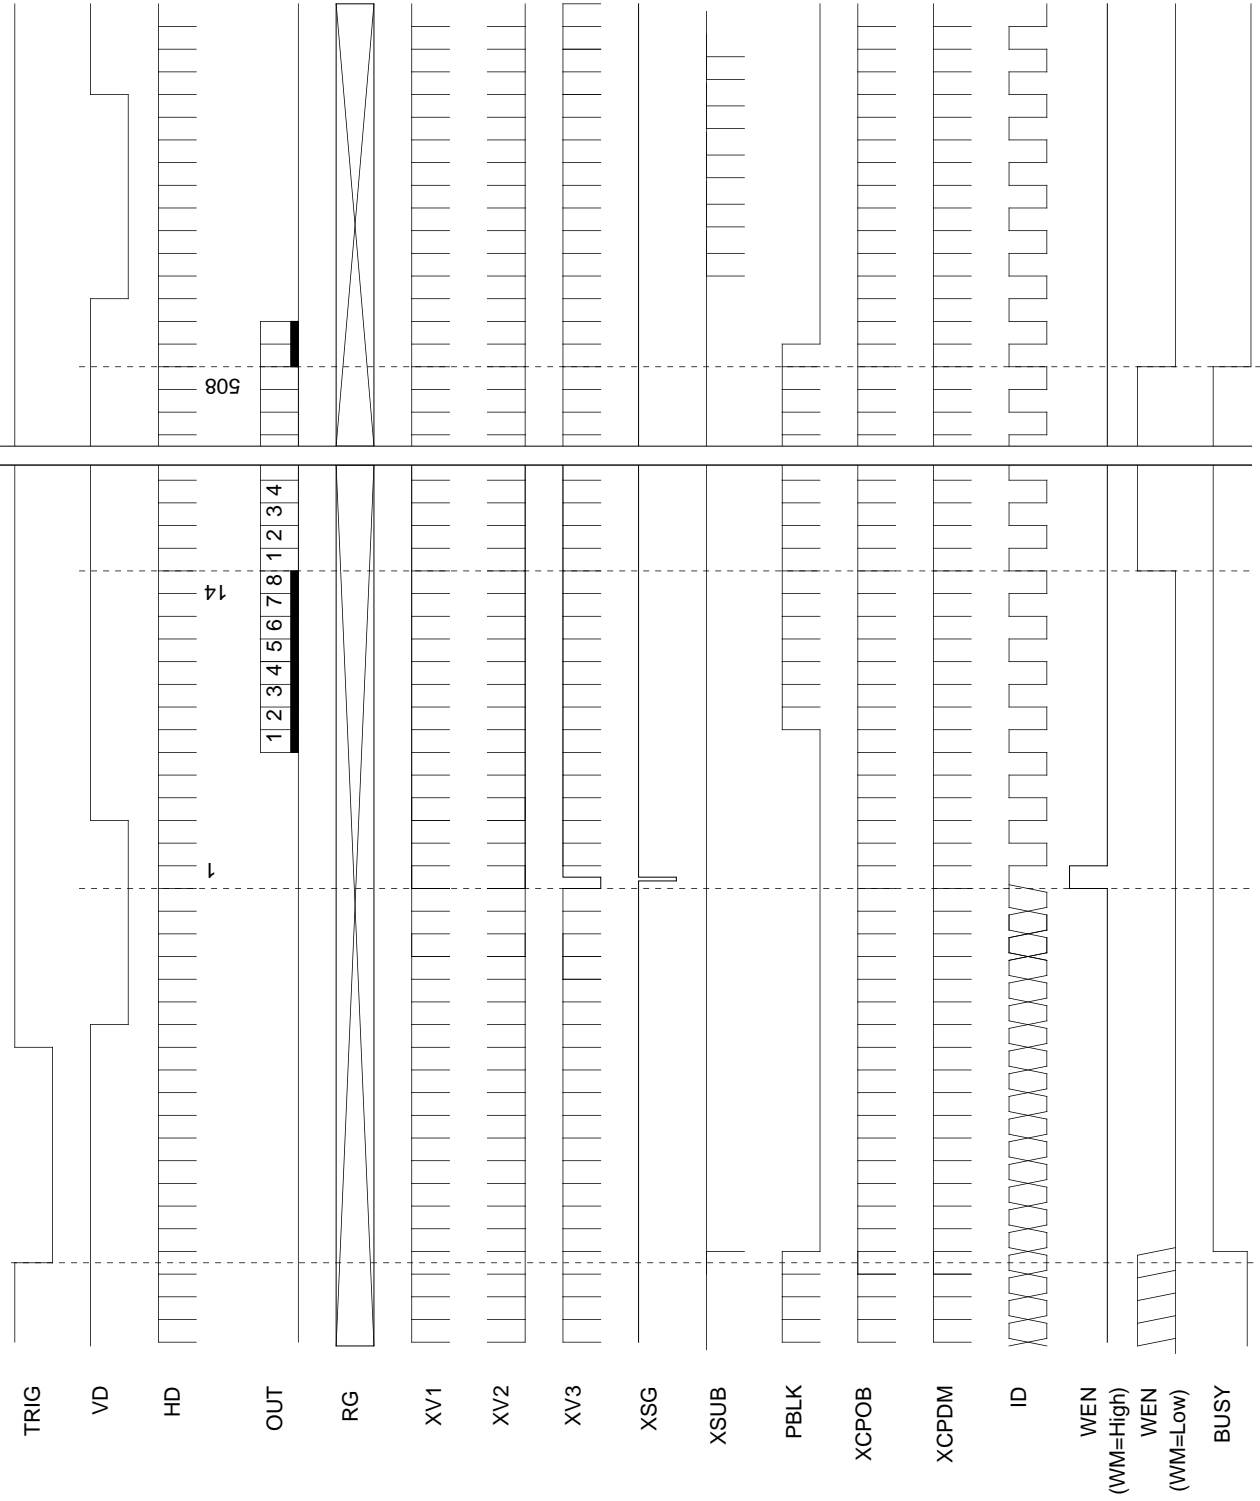 TRIG
VD
HD
508
14
1
OUT
1 2 3 4 5 6 7 8 1 2 3 4
RG
XV1
XV2
XV3
XSG
XSUB
PBLK
XCPOB
XCPDM
ID
WEN
(WM=High)
WEN
(WM=Low)
BUSY